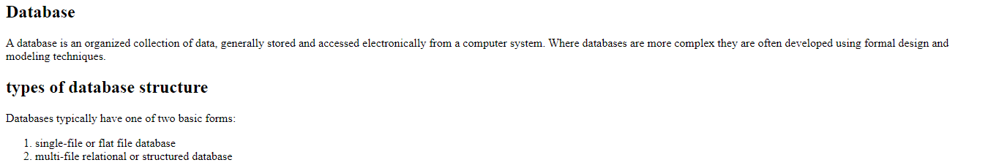 Database
A database is an organized collection of data, generally stored and accessed electronically from a computer system. Where databases are more complex they are often developed using formal design and
modeling techniques.
types of database structure
Databases typically have one of two basic forms:
1. single-file or flat file database
2. multi-file relational or structured database